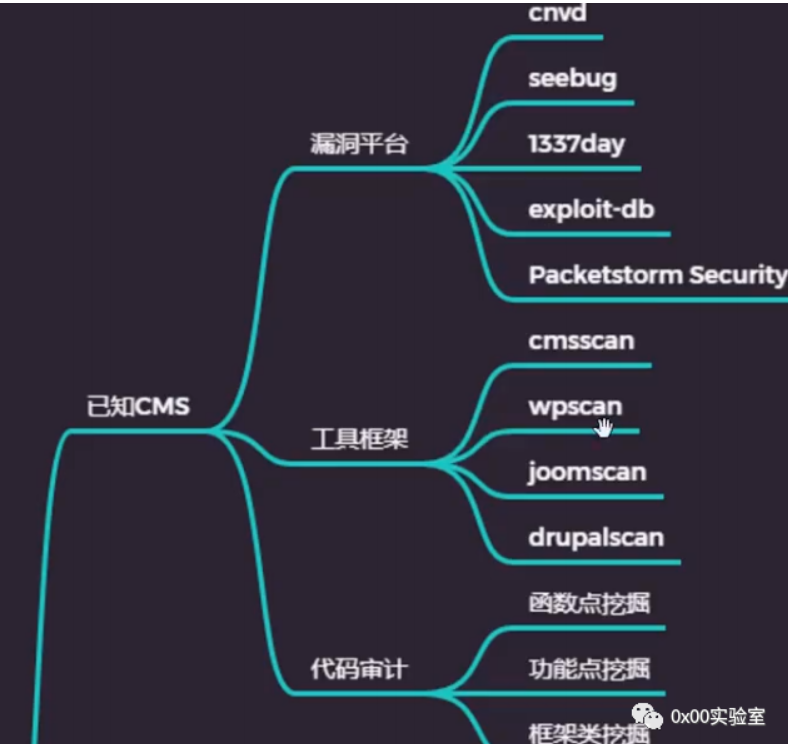 已知CMS
漏洞平台
cnvd
seebug
1337day
exploit-db
Packetstorm Security
工具框架
cmsscan
wpscan
joomscan
drupalscan
代码审计
函数点挖掘
功能点挖掘
框架类挖掘
0x00实验室